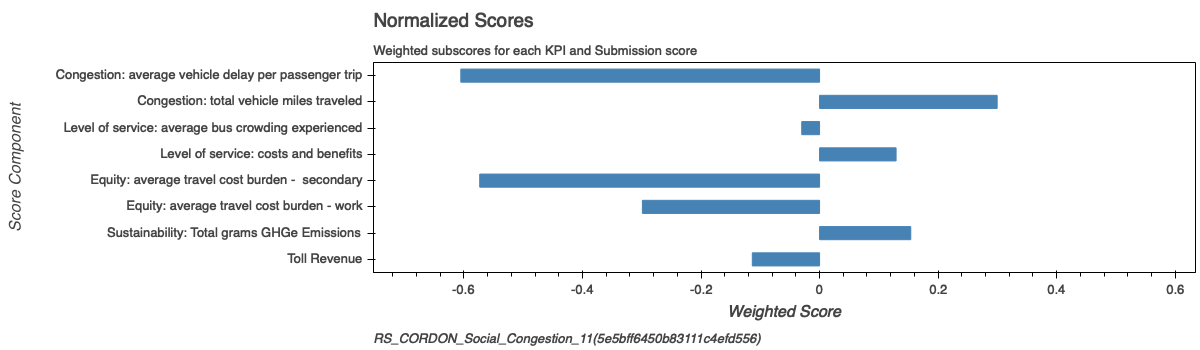 Normalized Scores
Weighted subscores for each KPI and Submission score
Score Component
Congestion: average vehicle delay per passenger trip
Congestion: total vehicle miles traveled
Level of service: average bus crowding experienced
Level of service: costs and benefits
Equity: average travel cost burden -  secondary
Equity: average travel cost burden - work
Sustainability: Total grams GHGe Emissions
Toll Revenue
-0.6 -0.4 -0.2 0 0.2 0.4 0.6
Weighted Score
RS_CORDON_Social_Congestion_11(5e5bff6450b83111c4efd556)